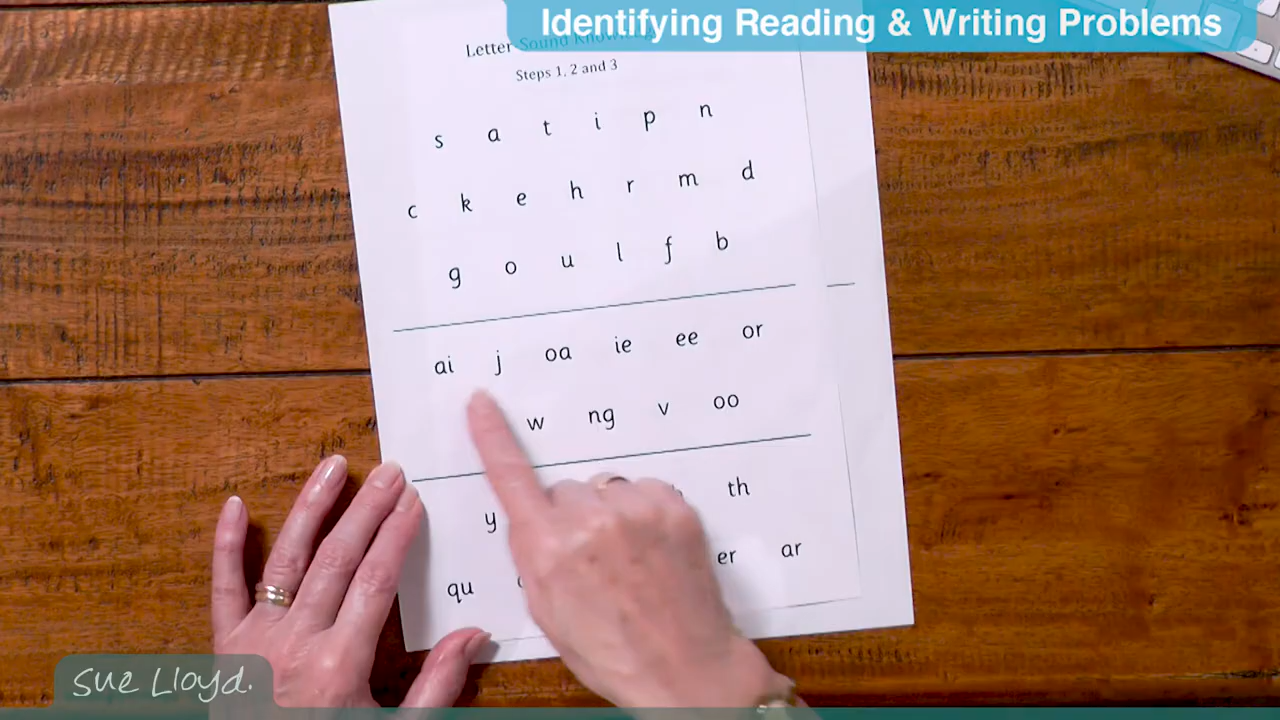 Identifying Reading & Writing Problems
Letter Sound Knowledge
Steps 1, 2 and 3
s a t i p n
c k e h r m d
g o u l f b
ai j oa ie ee or
w ng v oo
y th
qu er ar
Sue Lloyd.